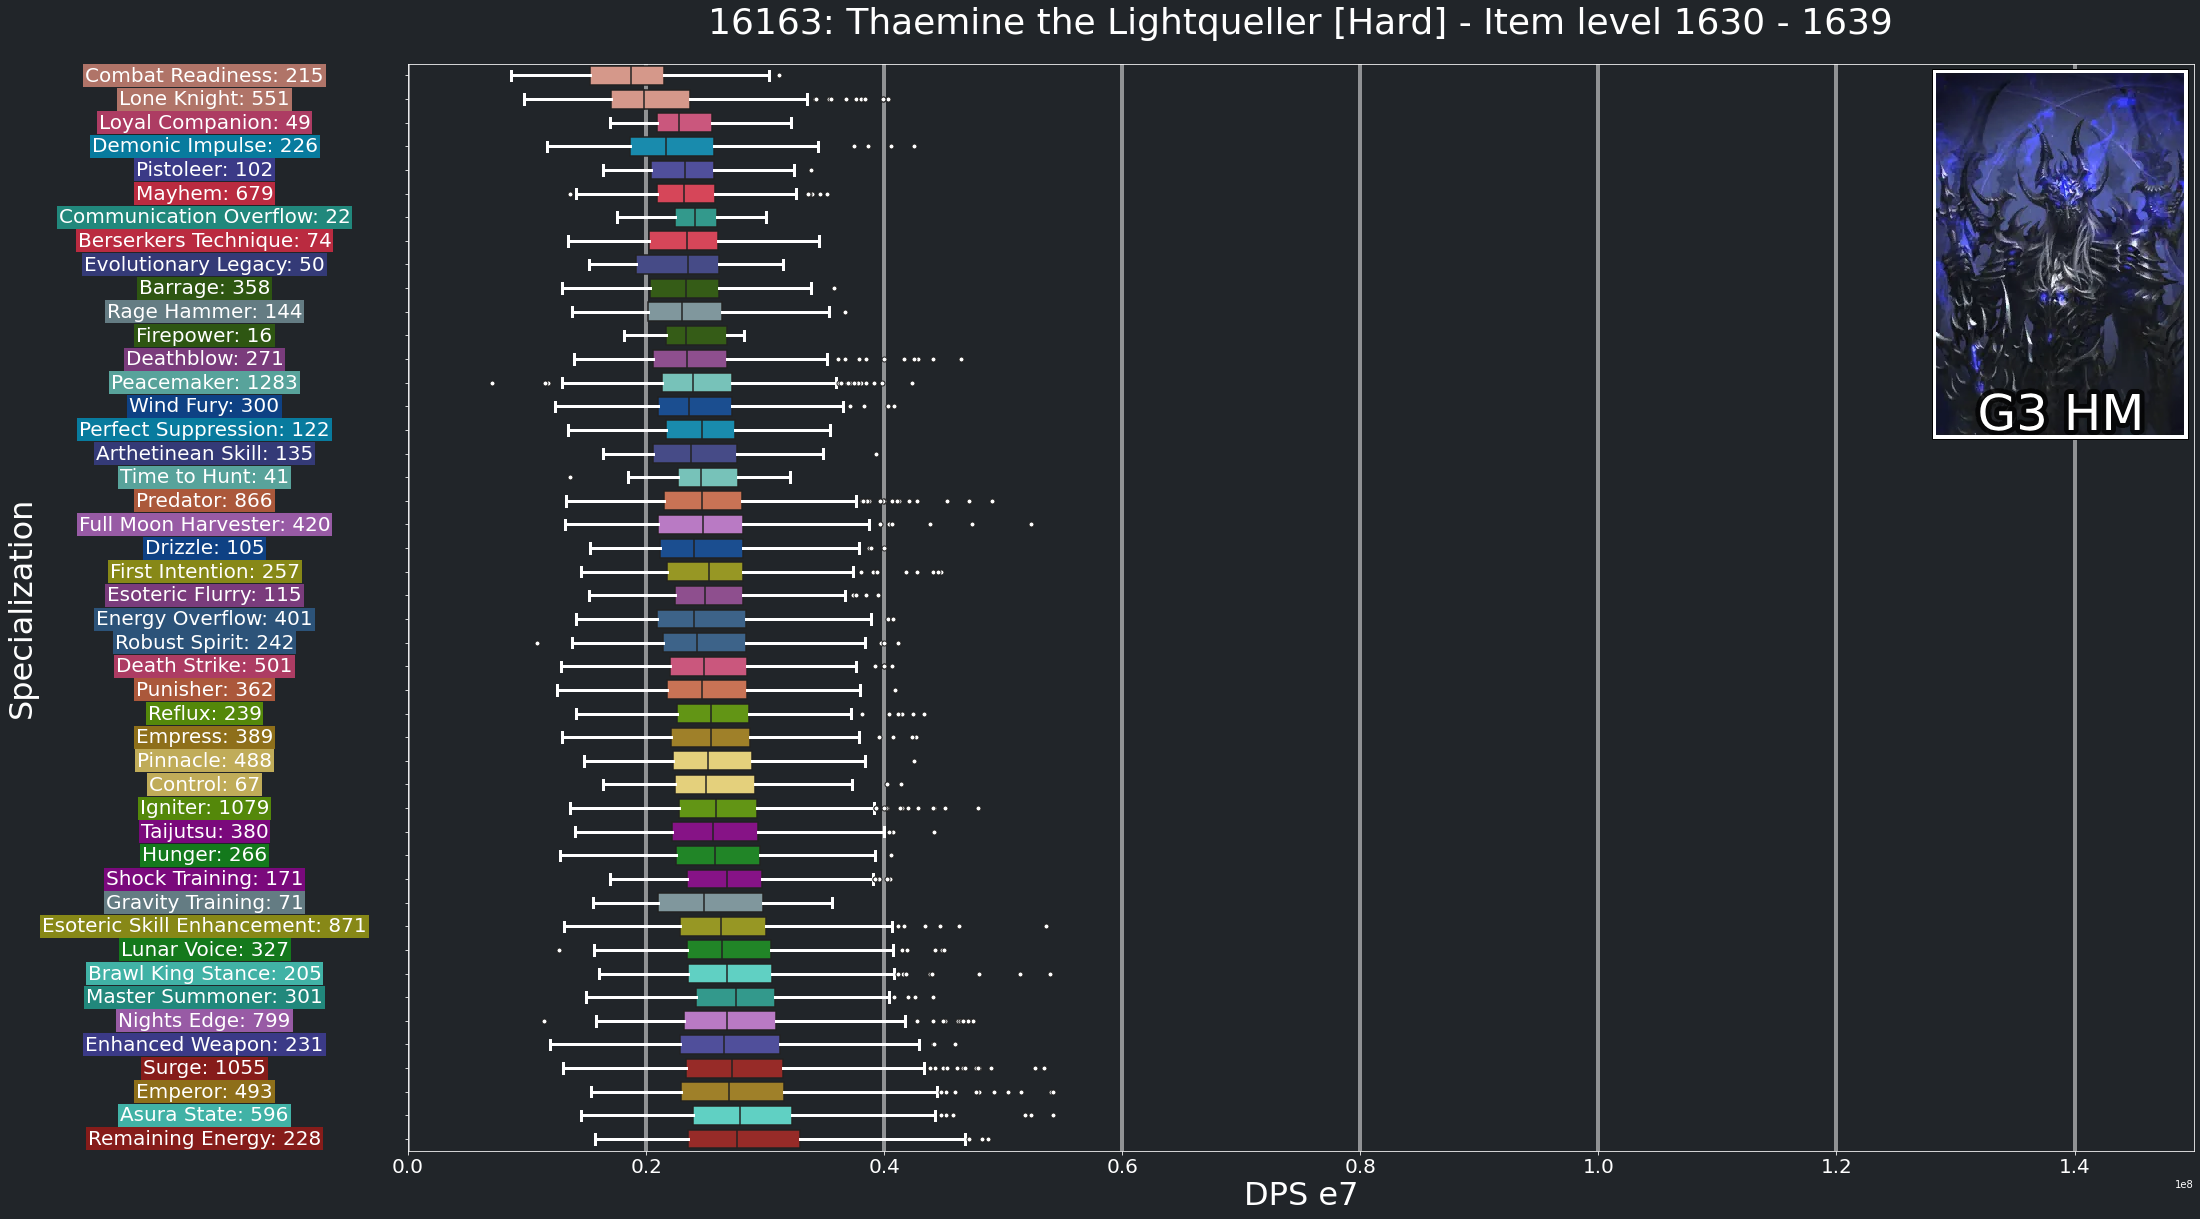 16163: Thaemine the Lightqueller [Hard] - Item level 1630 - 1639
Specialization
Combat Readiness: 215
Lone Knight: 551
Loyal Companion: 49
Demonic Impulse: 226
Pistoleer: 102
Mayhem: 679
Communication Overflow: 22
Berserkers Technique: 74
Evolutionary Legacy: 50
Barrage: 358
Rage Hammer: 144
Firepower: 16
Deathblow: 271
Peacemaker: 1283
Wind Fury: 300
Perfect Suppression: 122
Arthetinean Skill: 135
Time to Hunt: 41
Predator: 866
Full Moon Harvester: 420
Drizzle: 105
First Intention: 257
Esoteric Flurry: 115
Energy Overflow: 401
Robust Spirit: 242
Death Strike: 501
Punisher: 362
Reflux: 239
Empress: 389
Pinnacle: 488
Control: 67
Igniter: 1079
Taijutsu: 380
Hunger: 266
Shock Training: 171
Gravity Training: 71
Esoteric Skill Enhancement: 871
Lunar Voice: 327
Brawl King Stance: 205
Master Summoner: 301
Nights Edge: 799
Enhanced Weapon: 231
Surge: 1055
Emperor: 493
Asura State: 596
Remaining Energy: 228
G3 HM
0.0 0.2 0.4 0.6 0.8 1.0 1.2 1.4
1e8
DPS e7